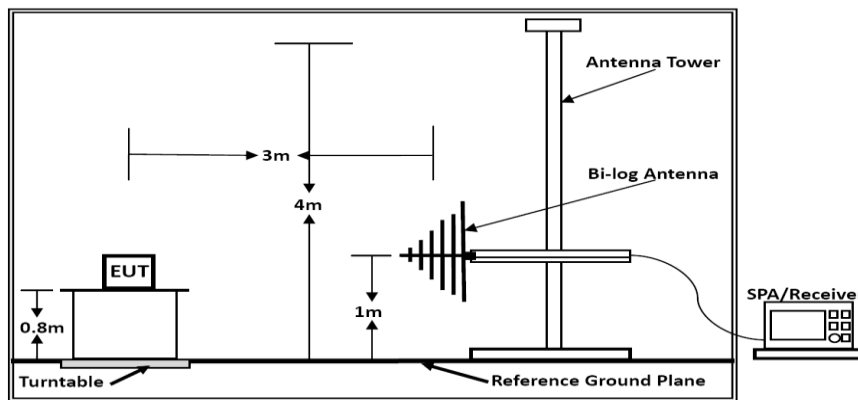 Antenna Tower
3m
Bi-log Antenna
4m
EUT
SPA/Receive
0.8m
1m
Turntable
Reference Ground Plane